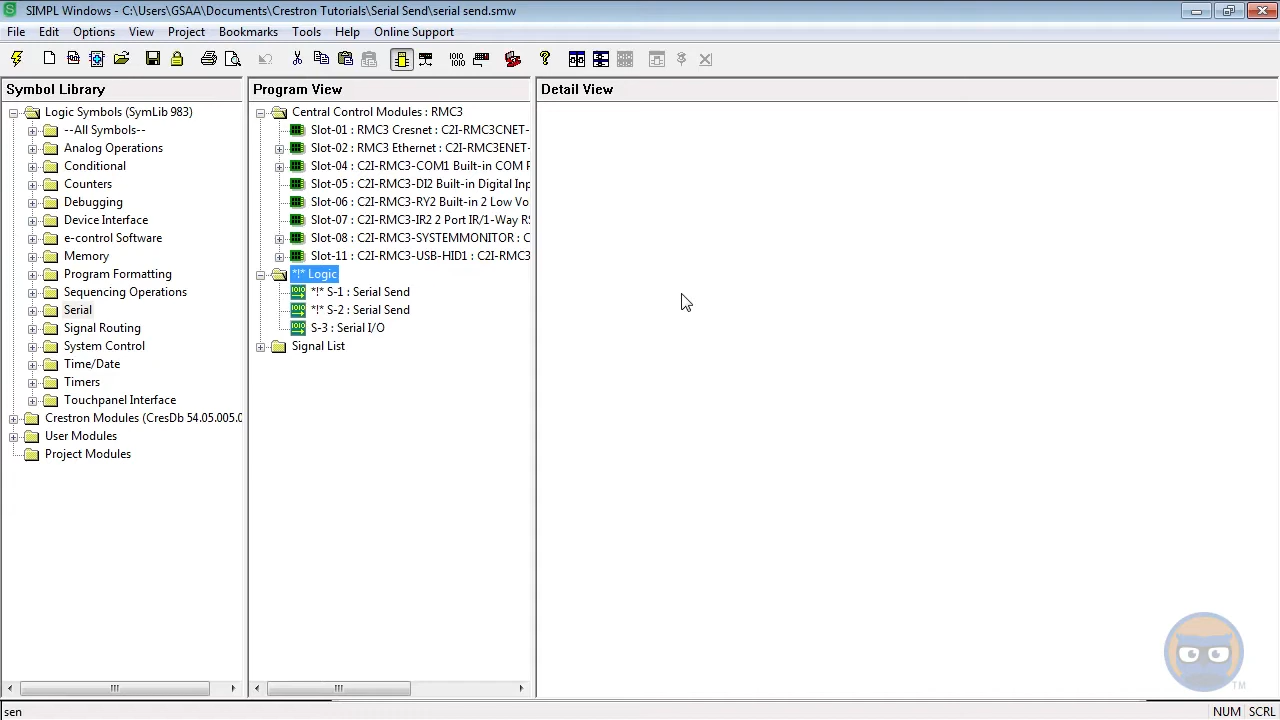 SIMPL Windows - C:\Users\GSAA\Documents\Crestron Tutorials\Serial Send\serial send.smw
File Edit Options View Project Bookmarks Tools Help Online Support
Symbol Library
Logic Symbols (SymLib 983)
--All Symbols--
Analog Operations
Conditional
Counters
Debugging
Device Interface
e-control Software
Memory
Program Formatting
Sequencing Operations
Serial
Signal Routing
System Control
Time/Date
Timers
Touchpanel Interface
Crestron Modules (CresDb 54.05.005.0
User Modules
Project Modules
Program View
Central Control Modules : RMC3
Slot-01 : RMC3 Cresnet : C2I-RMC3CNET-
Slot-02 : RMC3 Ethernet : C2I-RMC3ENET-
Slot-04 : C2I-RMC3-COM1 Built-in COM P
Slot-05 : C2I-RMC3-DI2 Built-in Digital Inp
Slot-06 : C2I-RMC3-RY2 Built-in 2 Low Vo
Slot-07 : C2I-RMC3-IR2 2 Port IR/1-Way RS
Slot-08 : C2I-RMC3-SYSTEMMONITOR : C
Slot-11 : C2I-RMC3-USB-HID1 : C2I-RMC3
*!* Logic
*!* S-1 : Serial Send
*!* S-2 : Serial Send
S-3 : Serial I/O
Signal List
Detail View
TM
sen
NUM SCRL